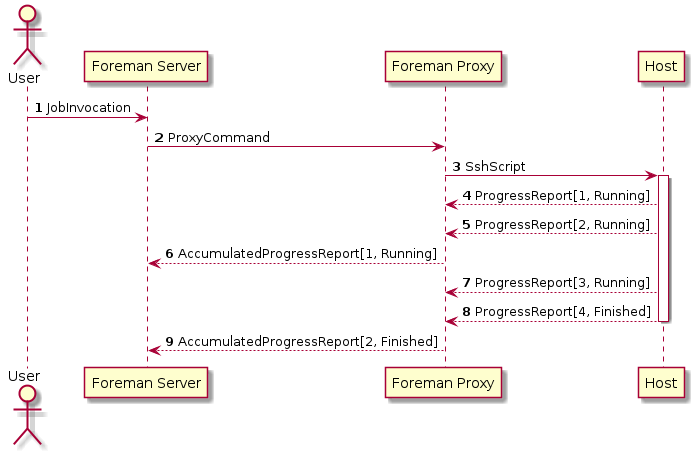 User
Foreman Server
Foreman Proxy
Host
1 JobInvocation
2 ProxyCommand
3 SshScript
4 ProgressReport[1, Running]
5 ProgressReport[2, Running]
6 AccumulatedProgressReport[1, Running]
7 ProgressReport[3, Running]
8 ProgressReport[4, Finished]
9 AccumulatedProgressReport[2, Finished]
User
Foreman Server
Foreman Proxy
Host